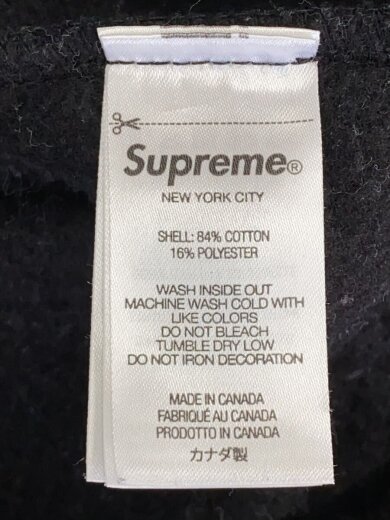 Supreme®
NEW YORK CITY
SHELL: 84% COTTON
16% POLYESTER
WASH INSIDE OUT
MACHINE WASH COLD WITH
LIKE COLORS
DO NOT BLEACH
TUMBLE DRY LOW
DO NOT IRON DECORATION
MADE IN CANADA
FABRIQUÉ AU CANADA
PRODOTTO IN CANADA
カナダ製